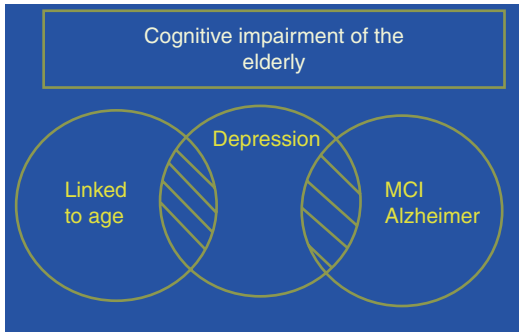 Cognitive impairment of the
elderly
Depression
Linked
to age
MCI
Alzheimer